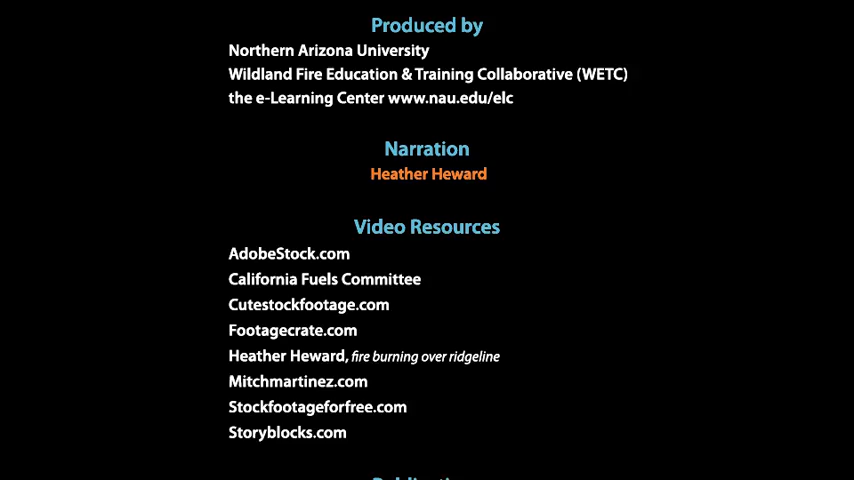 Produced by
Northern Arizona University
Wildland Fire Education & Training Collaborative (WETC)
the e-Learning Center www.nau.edu/elc
Narration
Heather Heward
Video Resources
AdobeStock.com
California Fuels Committee
Cutestockfootage.com
Footagecrate.com
Heather Heward, fire burning over ridgeline
Mitchmartinez.com
Stockfootageforfree.com
Storyblocks.com